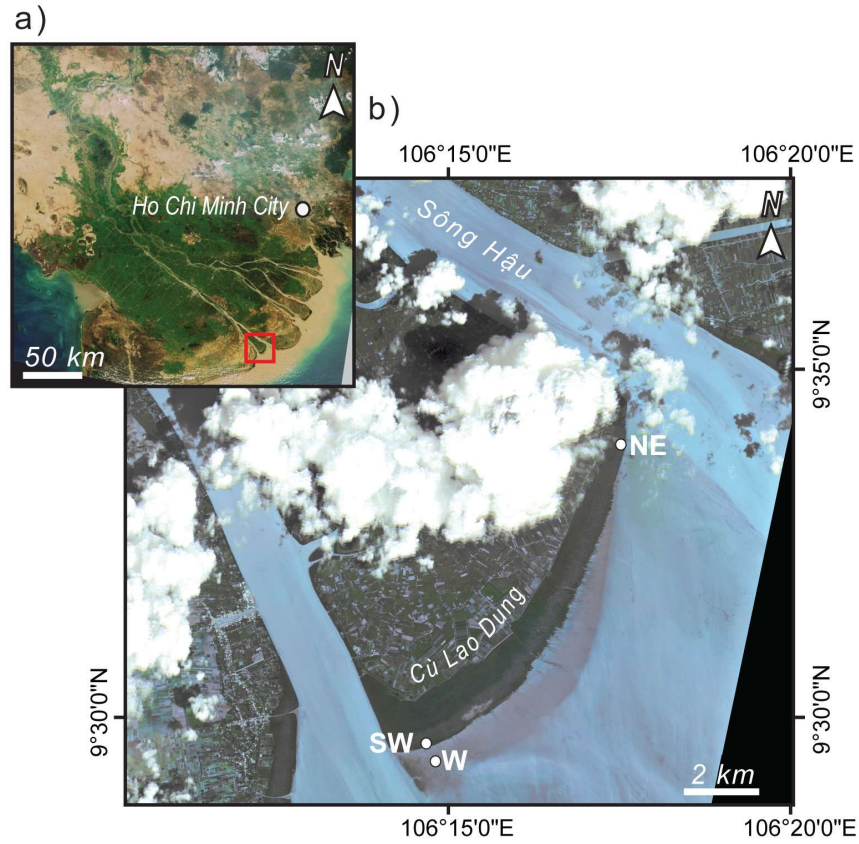 a)
N
Ho Chi Minh City
50 km
b)
106°15'0"E
106°20'0"E
Sông Hậu
N
9°35'0"N
NE
Cù Lao Dung
9°30'0"N
SW
W
9°30'0"N
2 km
106°15'0"E
106°20'0"E